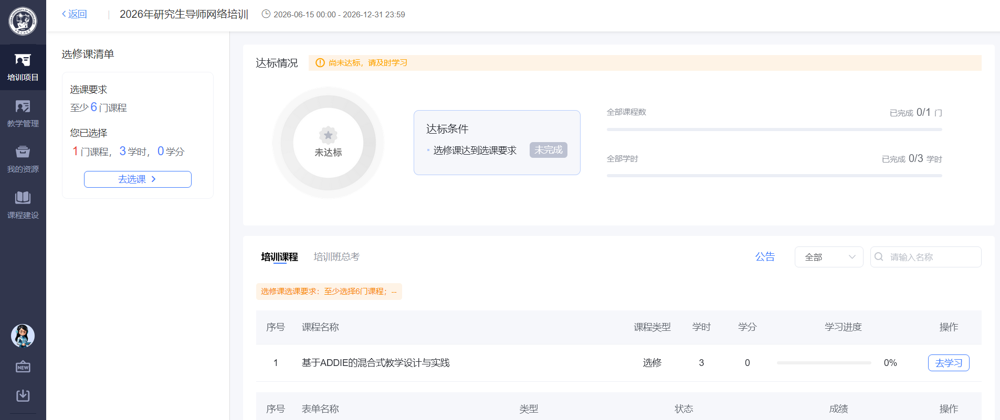 返回
2026年研究生导师网络培训
2026-06-15 00:00 - 2026-12-31 23:59
培训项目
教学管理
我的资源
课程建设
NEW
选修课清单
选课要求
至少 6 门课程
您已选择
1 门课程， 3 学时， 0 学分
去选课
达标情况
尚未达标，请及时学习
未达标
达标条件
选修课达到选课要求 未完成
全部课程数 已完成 0/1 门
全部学时 已完成 0/3 学时
培训课程 培训班总考 公告 全部 请输入名称
选修课选课要求：至少选择6门课程；--
序号 课程名称 课程类型 学时 学分 学习进度 操作
1 基于ADDIE的混合式教学设计与实践 选修 3 0 0% 去学习
序号 表单名称 类型 状态 成绩 操作